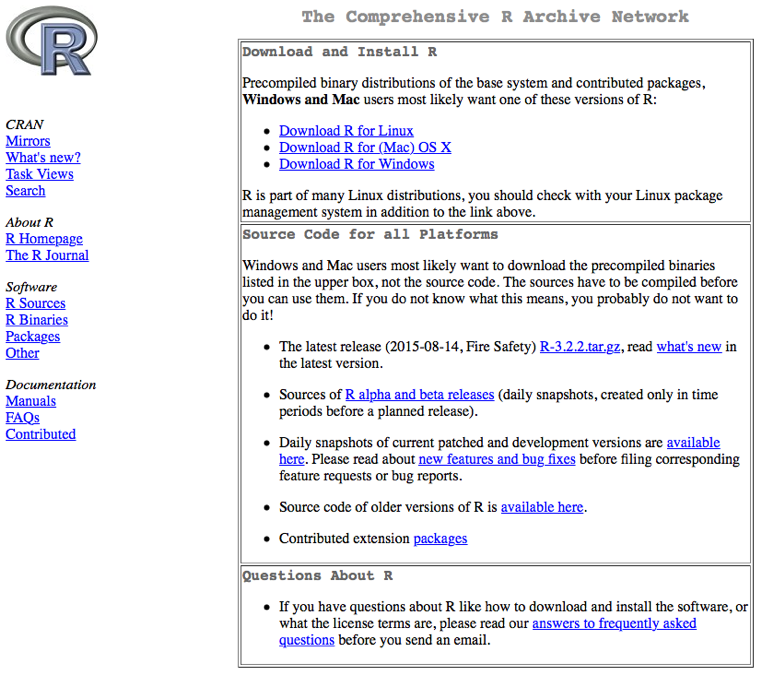 R
The Comprehensive R Archive Network
CRAN
Mirrors
What's new?
Task Views
Search
About R
R Homepage
The R Journal
Software
R Sources
R Binaries
Packages
Other
Documentation
Manuals
FAQs
Contributed
Download and Install R
Precompiled binary distributions of the base system and contributed packages,
Windows and Mac users most likely want one of these versions of R:
• Download R for Linux
• Download R for (Mac) OS X
• Download R for Windows
R is part of many Linux distributions, you should check with your Linux package
management system in addition to the link above.
Source Code for all Platforms
Windows and Mac users most likely want to download the precompiled binaries
listed in the upper box, not the source code. The sources have to be compiled before
you can use them. If you do not know what this means, you probably do not want to
do it!
• The latest release (2015-08-14, Fire Safety) R-3.2.2.tar.gz, read what's new in
the latest version.
• Sources of R alpha and beta releases (daily snapshots, created only in time
periods before a planned release).
• Daily snapshots of current patched and development versions are available
here. Please read about new features and bug fixes before filing corresponding
feature requests or bug reports.
• Source code of older versions of R is available here.
• Contributed extension packages
Questions About R
• If you have questions about R like how to download and install the software, or
what the license terms are, please read our answers to frequently asked
questions before you send an email.